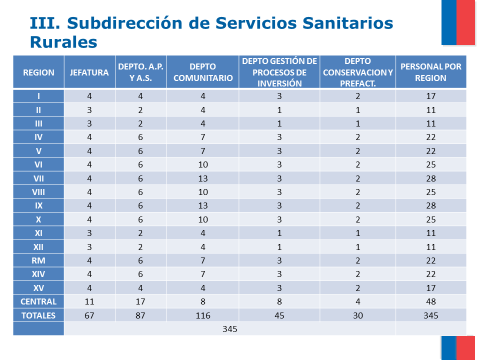 III. Subdirección de Servicios Sanitarios
Rurales
REGION JEFATURA DEPTO. A.P. Y A.S. DEPTO COMUNITARIO DEPTO GESTIÓN DE PROCESOS DE INVERSIÓN DEPTO CONSERVACION Y PREFACT. PERSONAL POR REGION
I 4 4 4 3 2 17
II 3 2 4 1 1 11
III 3 2 4 1 1 11
IV 4 6 7 3 2 22
V 4 6 7 3 2 22
VI 4 6 10 3 2 25
VII 4 6 13 3 2 28
VIII 4 6 10 3 2 25
IX 4 6 13 3 2 28
X 4 6 10 3 2 25
XI 3 2 4 1 1 11
XII 3 2 4 1 1 11
RM 4 6 7 3 2 22
XIV 4 6 7 3 2 22
XV 4 4 4 3 2 17
CENTRAL 11 17 8 8 4 48
TOTALES 67 87 116 45 30 345
345